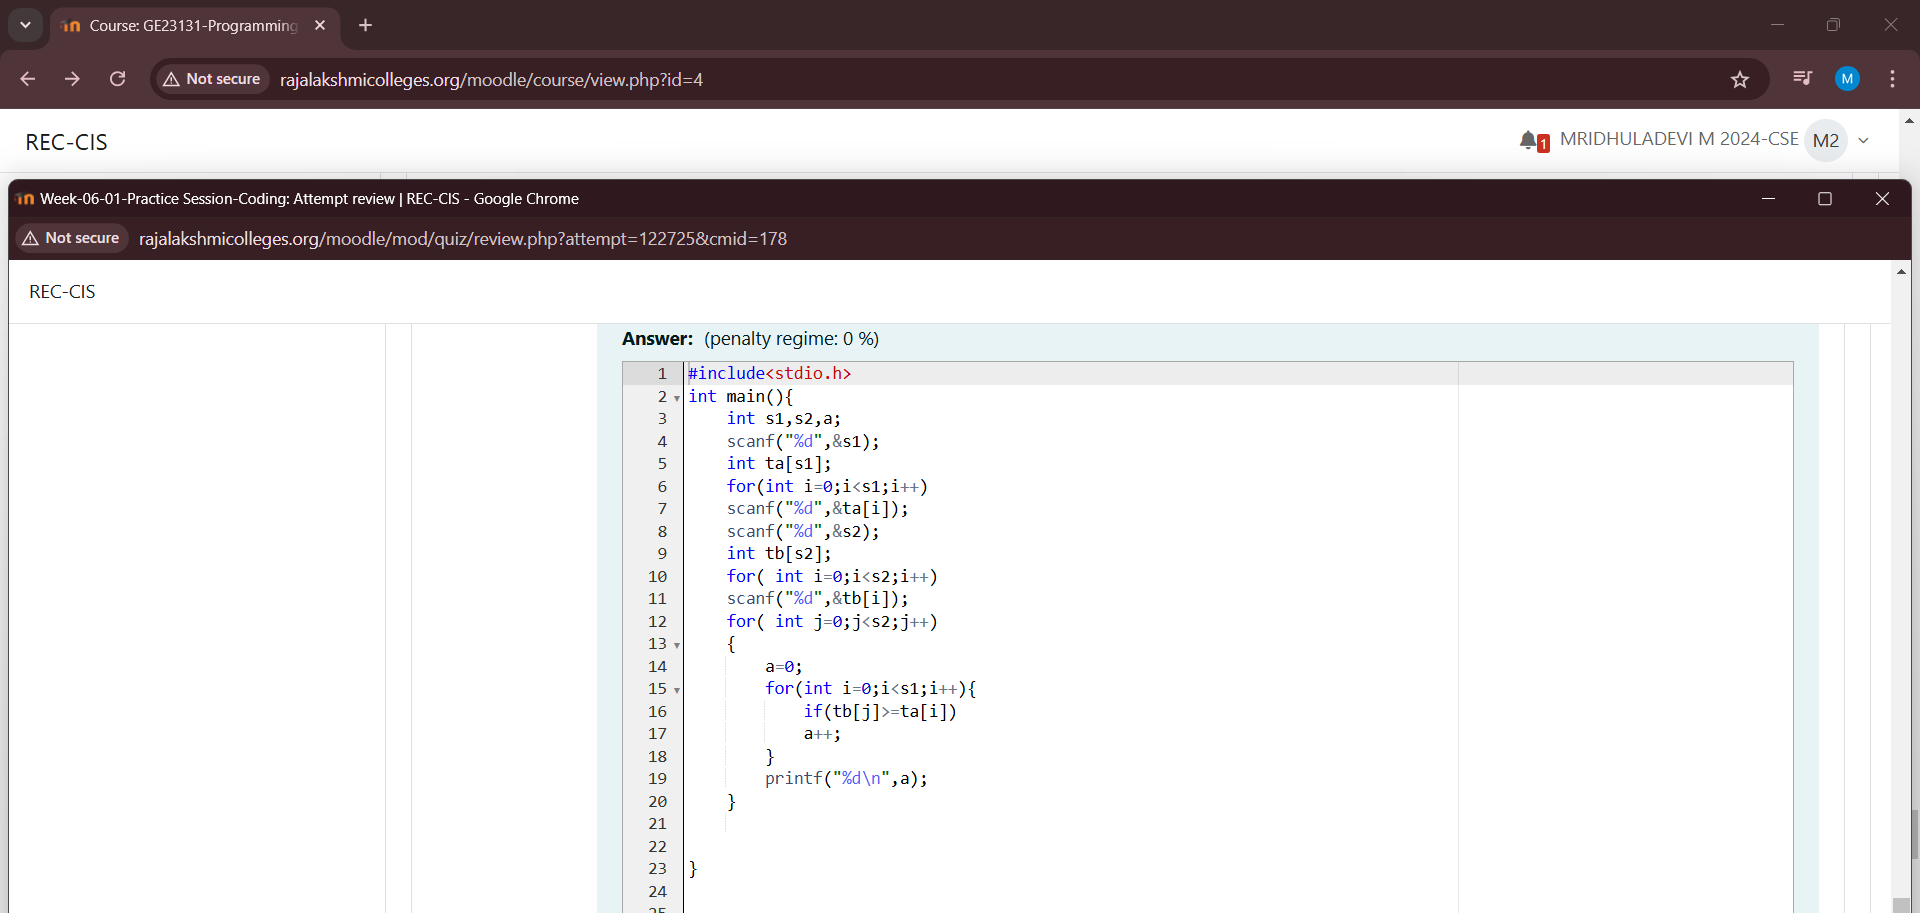 Course: GE23131-Programming
Not secure
rajalakshmicolleges.org/moodle/course/view.php?id=4
M
REC-CIS
1
MRIDHULADEVI M 2024-CSE
M2
Week-06-01-Practice Session-Coding: Attempt review | REC-CIS - Google Chrome
Not secure
rajalakshmicolleges.org/moodle/mod/quiz/review.php?attempt=122725&cmid=178
REC-CIS
Answer: (penalty regime: 0 %)
1 #include<stdio.h>
2 int main(){
3 int s1,s2,a;
4 scanf("%d",&s1);
5 int ta[s1];
6 for(int i=0;i<s1;i++)
7 scanf("%d",&ta[i]);
8 scanf("%d",&s2);
9 int tb[s2];
10 for( int i=0;i<s2;i++)
11 scanf("%d",&tb[i]);
12 for( int j=0;j<s2;j++)
13 {
14 a=0;
15 for(int i=0;i<s1;i++){
16 if(tb[j]>=ta[i])
17 a++;
18 }
19 printf("%d\n",a);
20 }
21
22
23 }
24
25